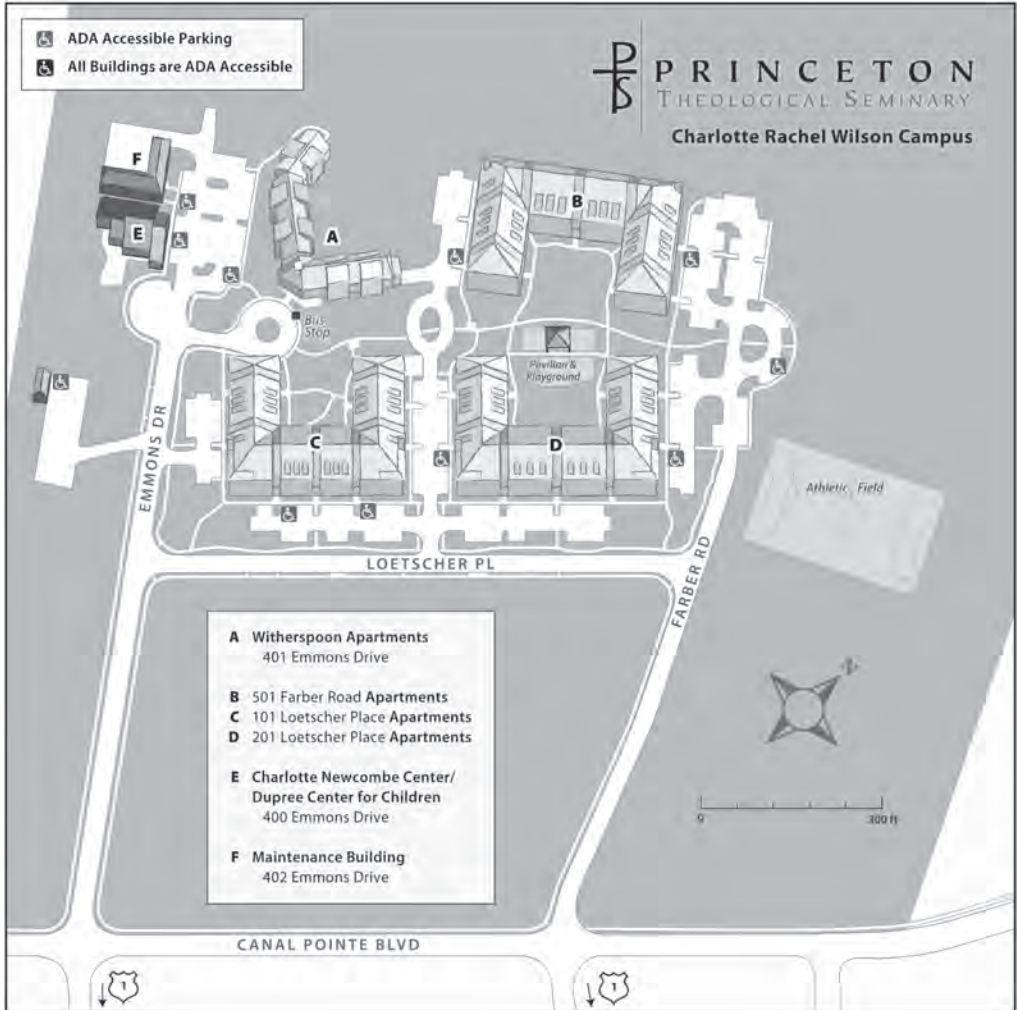 ADA Accessible Parking
All Buildings are ADA Accessible
PRINCETON
THEOLOGICAL SEMINARY
Charlotte Rachel Wilson Campus
F
E
A
B
Bus
Stop
Pavilion &
Playground
C
D
EMMONS DR
Athletic Field
LOETSCHER PL
FARBER RD
A Witherspoon Apartments
401 Emmons Drive
B 501 Farber Road Apartments
C 101 Loetscher Place Apartments
D 201 Loetscher Place Apartments
E Charlotte Newcombe Center/
Dupree Center for Children
400 Emmons Drive
F Maintenance Building
402 Emmons Drive
N
0 300 ft
CANAL POINTE BLVD
1
1